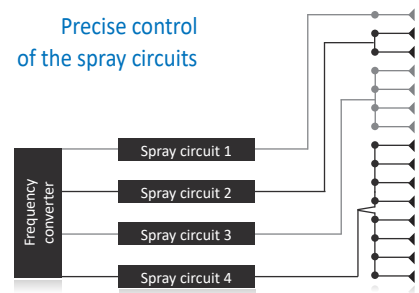 Precise control
of the spray circuits
Spray circuit 1
Spray circuit 2
Spray circuit 3
Spray circuit 4
Frequency
converter